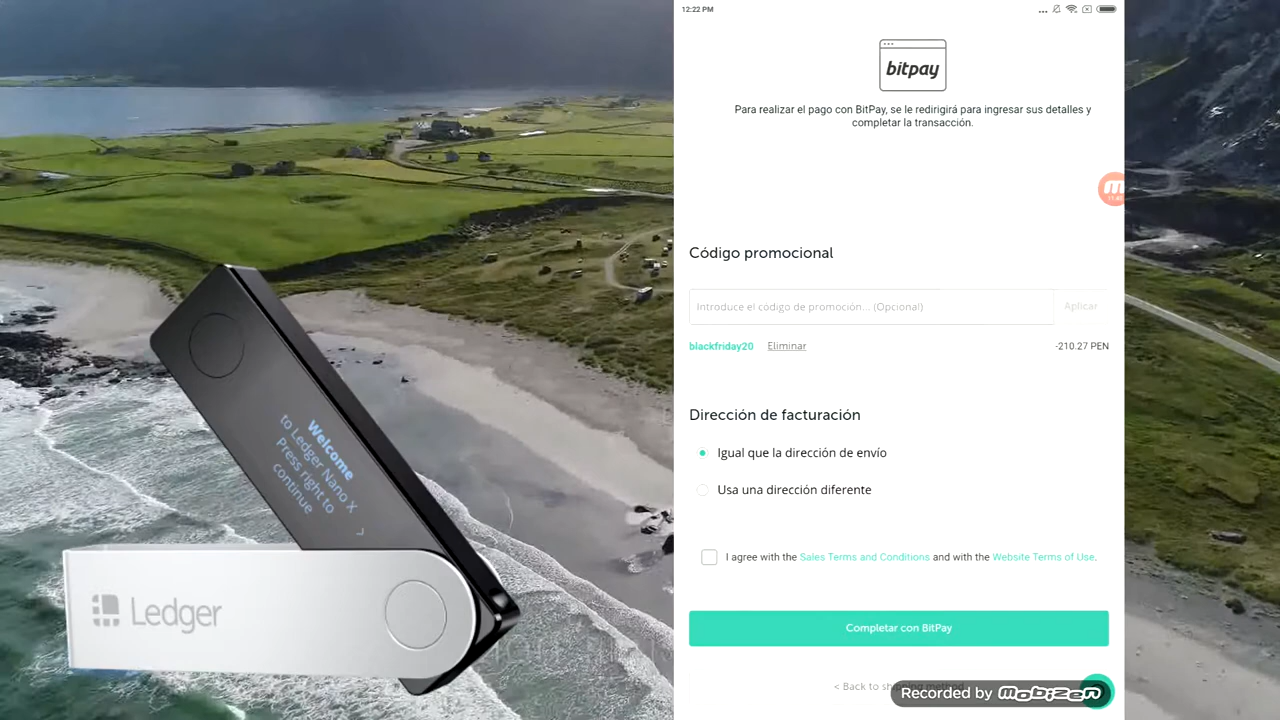 12:22 PM
bitpay
Para realizar el pago con BitPay, se le redirigirá para ingresar sus detalles y
completar la transacción.
Código promocional
Introduce el código de promoción... (Opcional)
Aplicar
blackfriday20 Eliminar -210.27 PEN
Dirección de facturación
Igual que la dirección de envío
Usa una dirección diferente
I agree with the Sales Terms and Conditions and with the Website Terms of Use.
Completar con BitPay
< Back to shipping method
Recorded by mobizen
Welcome
to Ledger Nano X
Press right to
continue
Ledger